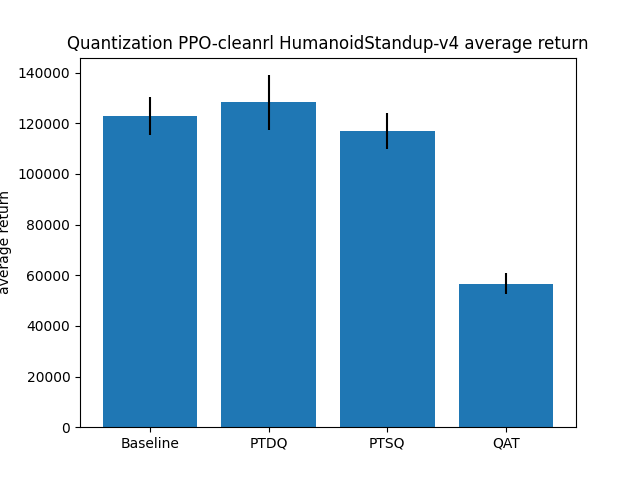 Quantization PPO-cleanrl HumanoidStandup-v4 average return
140000
120000
100000
80000
60000
40000
20000
0
average return
Baseline PTDQ PTSQ QAT